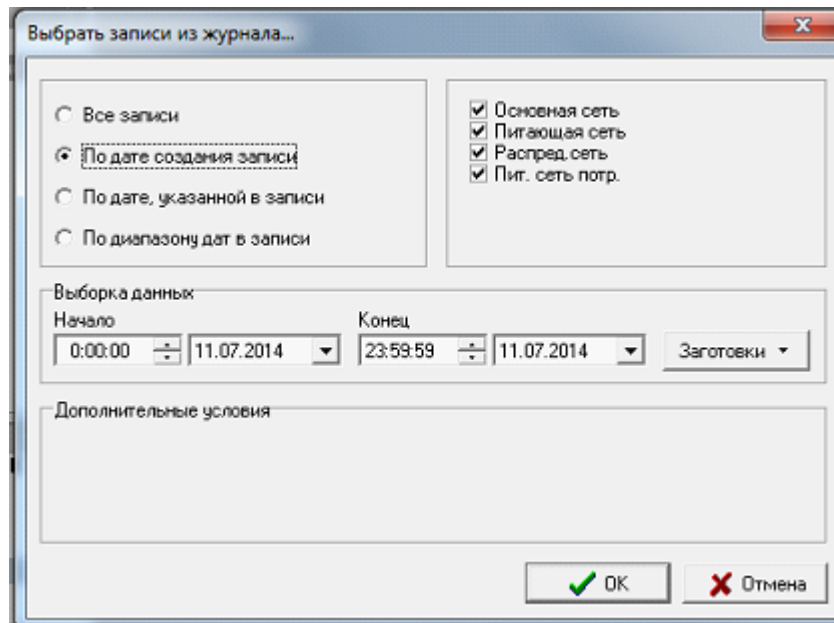 Выбрать записи из журнала...
Все записи
По дате создания записи
По дате, указанной в записи
По диапазону дат в записи
Основная сеть
Питающая сеть
Распред.сеть
Пит. сеть потр.
Выборка данных
Начало Конец
0:00:00 11.07.2014 23:59:59 11.07.2014 Заготовки
Дополнительные условия
OK Отмена